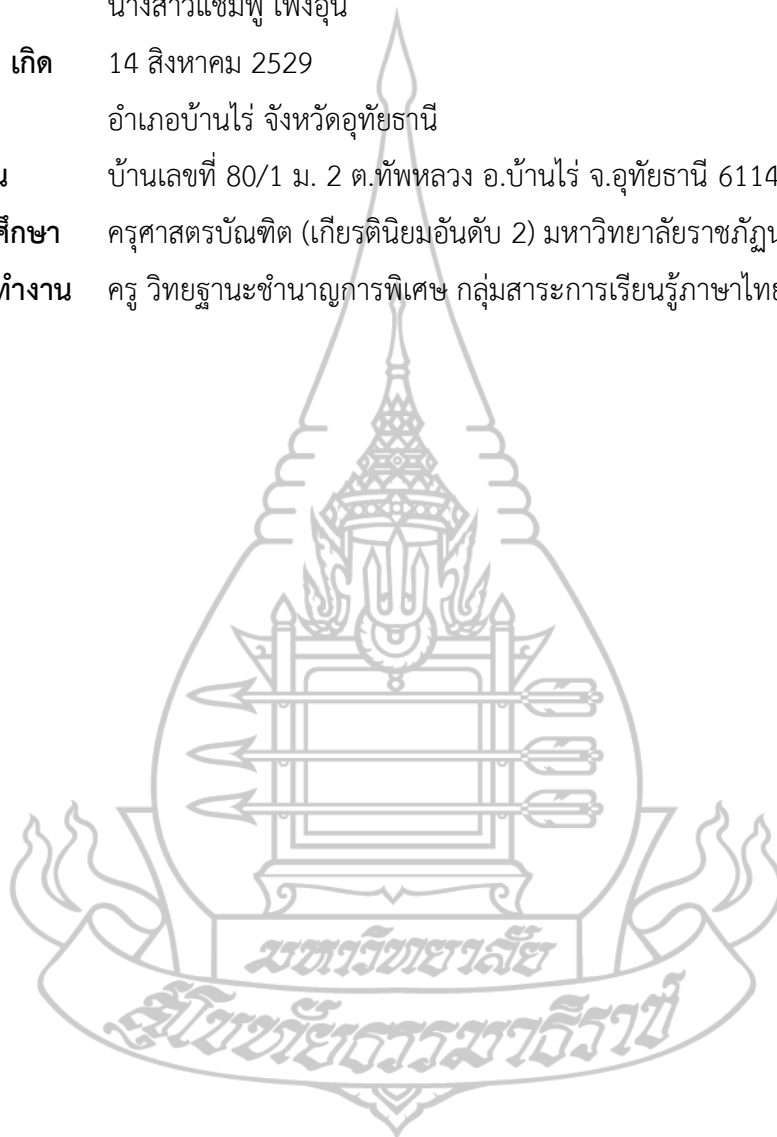 นางสาวแชมพู เพ็งอุ่น
เกิด 14 สิงหาคม 2529
อำเภอบ้านไร่ จังหวัดอุทัยธานี
บ้านเลขที่ 80/1 ม. 2 ต.ทัพหลวง อ.บ้านไร่ จ.อุทัยธานี 6114
ศึกษา ครุศาสตรบัณฑิต (เกียรตินิยมอันดับ 2) มหาวิทยาลัยราชภัฏน
ทำงาน ครู วิทยฐานะชำนาญการพิเศษ กลุ่มสาระการเรียนรู้ภาษาไทย
มหาวิทยาลัย
สุโขทัยธรรมาธิราช